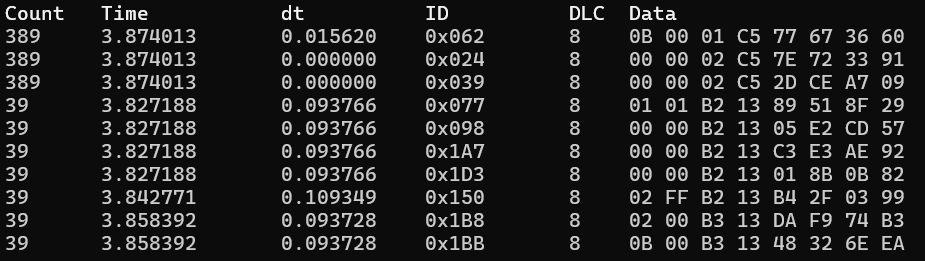 Count Time dt ID DLC Data
389 3.874013 0.015620 0x062 8 0B 00 01 C5 77 67 36 60
389 3.874013 0.000000 0x024 8 00 00 02 C5 7E 72 33 91
389 3.874013 0.000000 0x039 8 00 00 02 C5 2D CE A7 09
39 3.827188 0.093766 0x077 8 01 01 B2 13 89 51 8F 29
39 3.827188 0.093766 0x098 8 00 00 B2 13 05 E2 CD 57
39 3.827188 0.093766 0x1A7 8 00 00 B2 13 C3 E3 AE 92
39 3.827188 0.093766 0x1D3 8 00 00 B2 13 01 8B 0B 82
39 3.842771 0.109349 0x150 8 02 FF B2 13 B4 2F 03 99
39 3.858392 0.093728 0x1B8 8 02 00 B3 13 DA F9 74 B3
39 3.858392 0.093728 0x1BB 8 0B 00 B3 13 48 32 6E EA